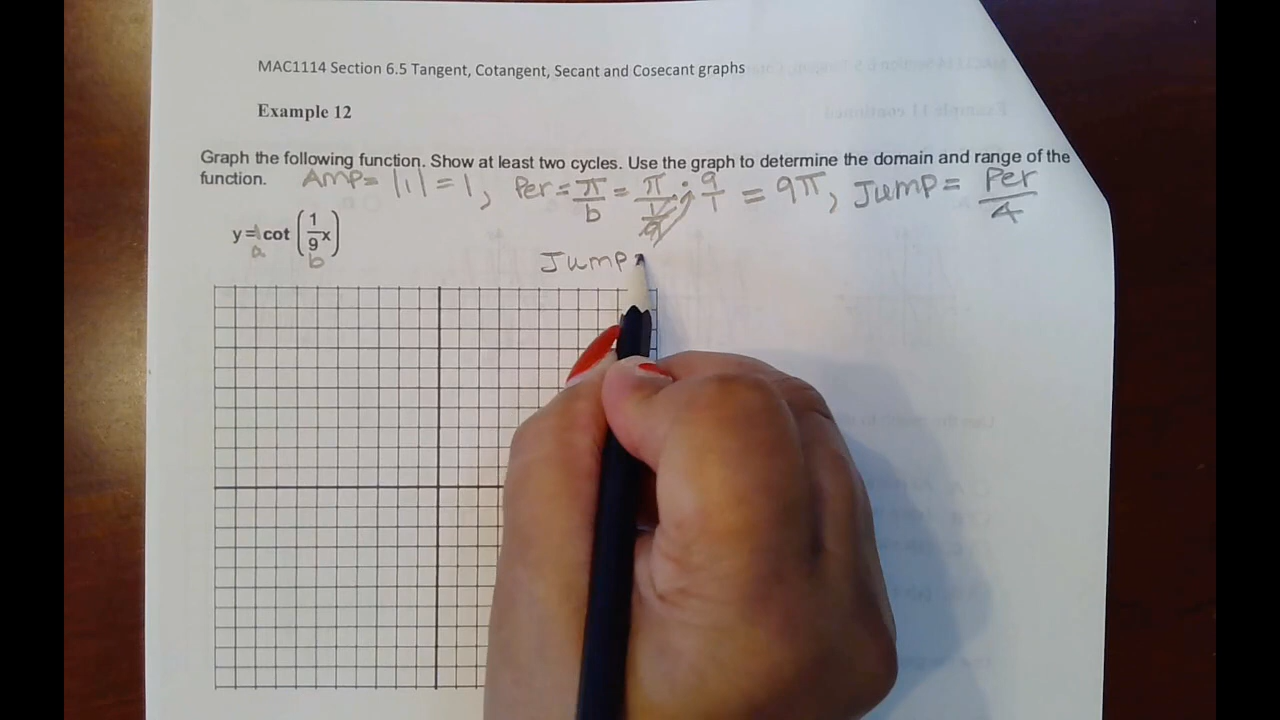 MAC1114 Section 6.5 Tangent, Cotangent, Secant and Cosecant graphs
Example 12
Graph the following function. Show at least two cycles. Use the graph to determine the domain and range of the
function. Amp = |1| = 1, Per = π/b = π/(1/9) · 9/1 = 9π, Jump = Per/4
y = 1 cot (1/9 x)
a b
Jump